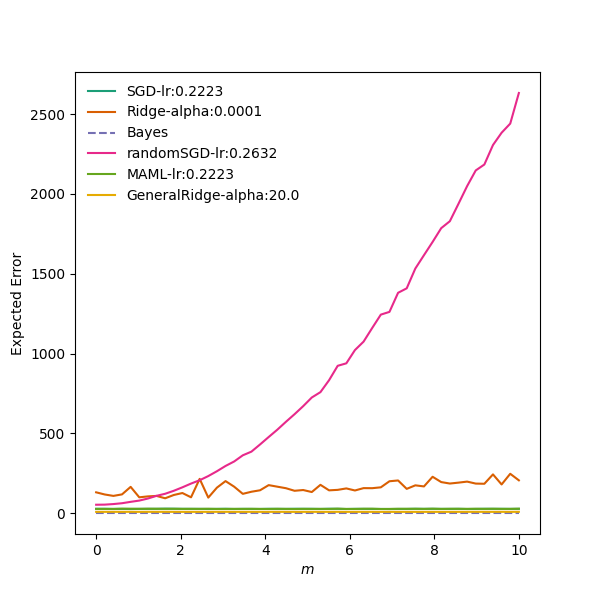 SGD-lr:0.2223
Ridge-alpha:0.0001
Bayes
randomSGD-lr:0.2632
MAML-lr:0.2223
GeneralRidge-alpha:20.0
Expected Error
2500
2000
1500
1000
500
0
0 2 4 6 8 10
m